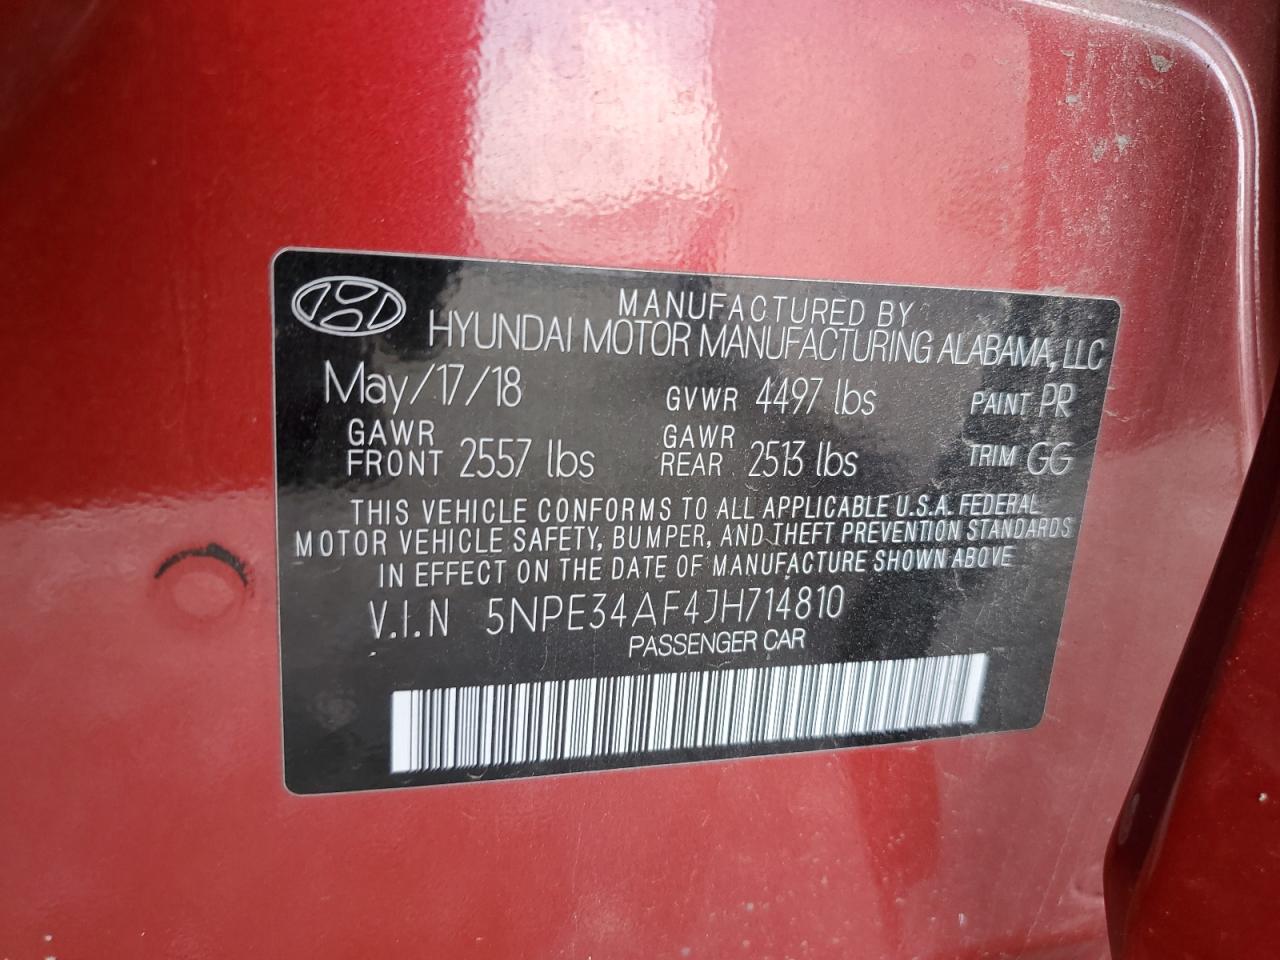 MANUFACTURED BY
HYUNDAI MOTOR MANUFACTURING ALABAMA, LLC
May/17/18 GVWR 4497 lbs PAINT PR
GAWR FRONT 2557 lbs GAWR REAR 2513 lbs TRIM GG
THIS VEHICLE CONFORMS TO ALL APPLICABLE U.S.A. FEDERAL
MOTOR VEHICLE SAFETY, BUMPER, AND THEFT PREVENTION STANDARDS
IN EFFECT ON THE DATE OF MANUFACTURE SHOWN ABOVE
V.I.N 5NPE34AF4JH714810
PASSENGER CAR